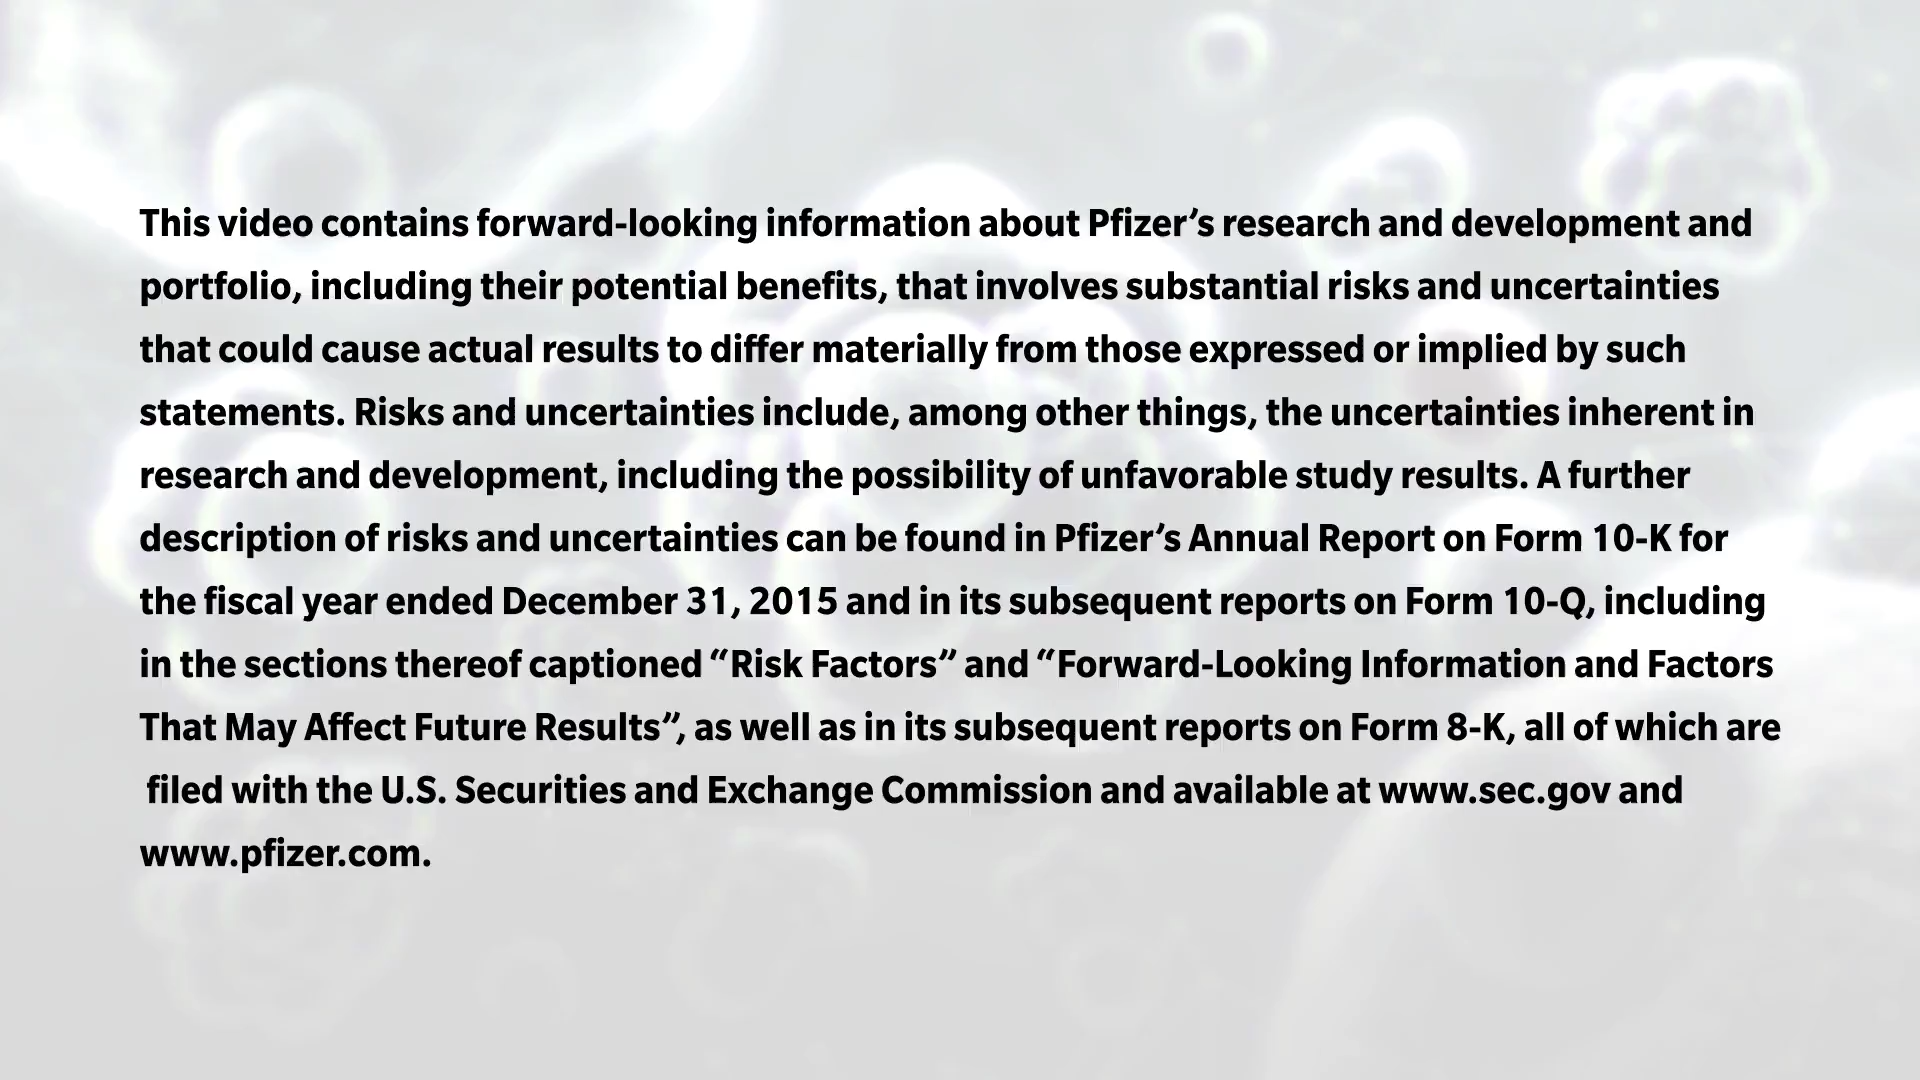 This video contains forward-looking information about Pfizer’s research and development and
portfolio, including their potential benefits, that involves substantial risks and uncertainties
that could cause actual results to differ materially from those expressed or implied by such
statements. Risks and uncertainties include, among other things, the uncertainties inherent in
research and development, including the possibility of unfavorable study results. A further
description of risks and uncertainties can be found in Pfizer’s Annual Report on Form 10-K for
the fiscal year ended December 31, 2015 and in its subsequent reports on Form 10-Q, including
in the sections thereof captioned “Risk Factors” and “Forward-Looking Information and Factors
That May Affect Future Results”, as well as in its subsequent reports on Form 8-K, all of which are
filed with the U.S. Securities and Exchange Commission and available at www.sec.gov and
www.pfizer.com.